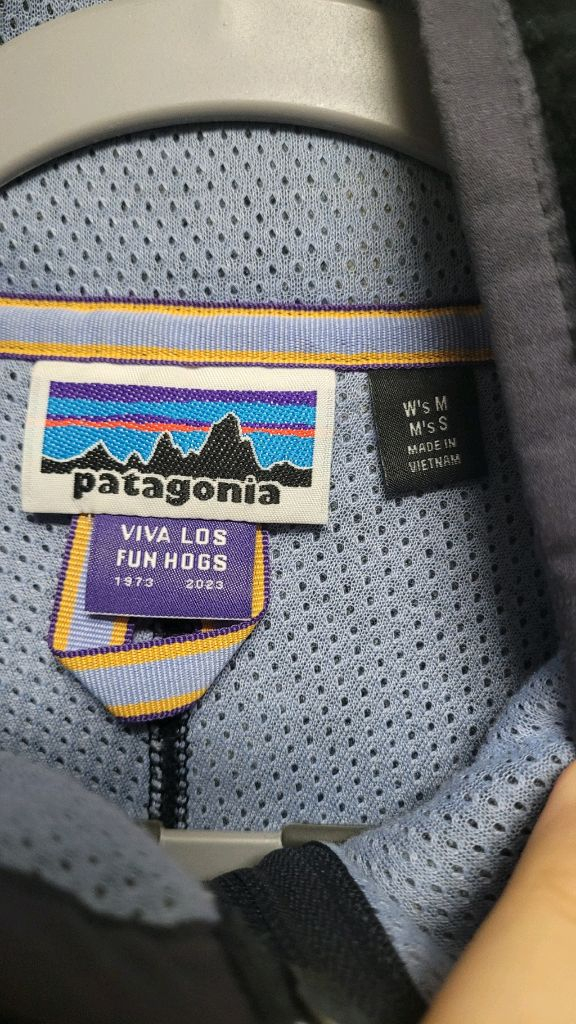 patagonia
VIVA LOS
FUN HOGS
1973 2023
W's M
M's S
MADE IN
VIETNAM